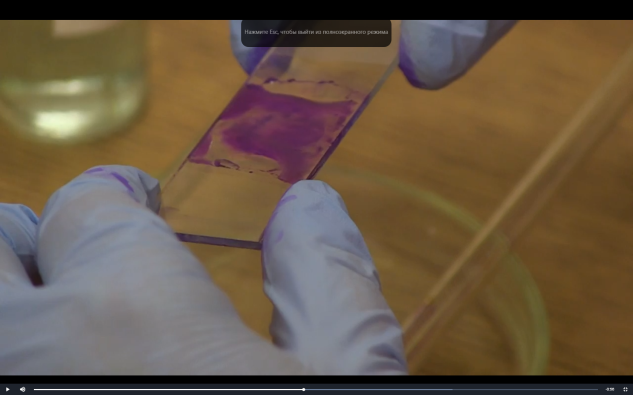 Нажмите Esc, чтобы выйти из полноэкранного режима